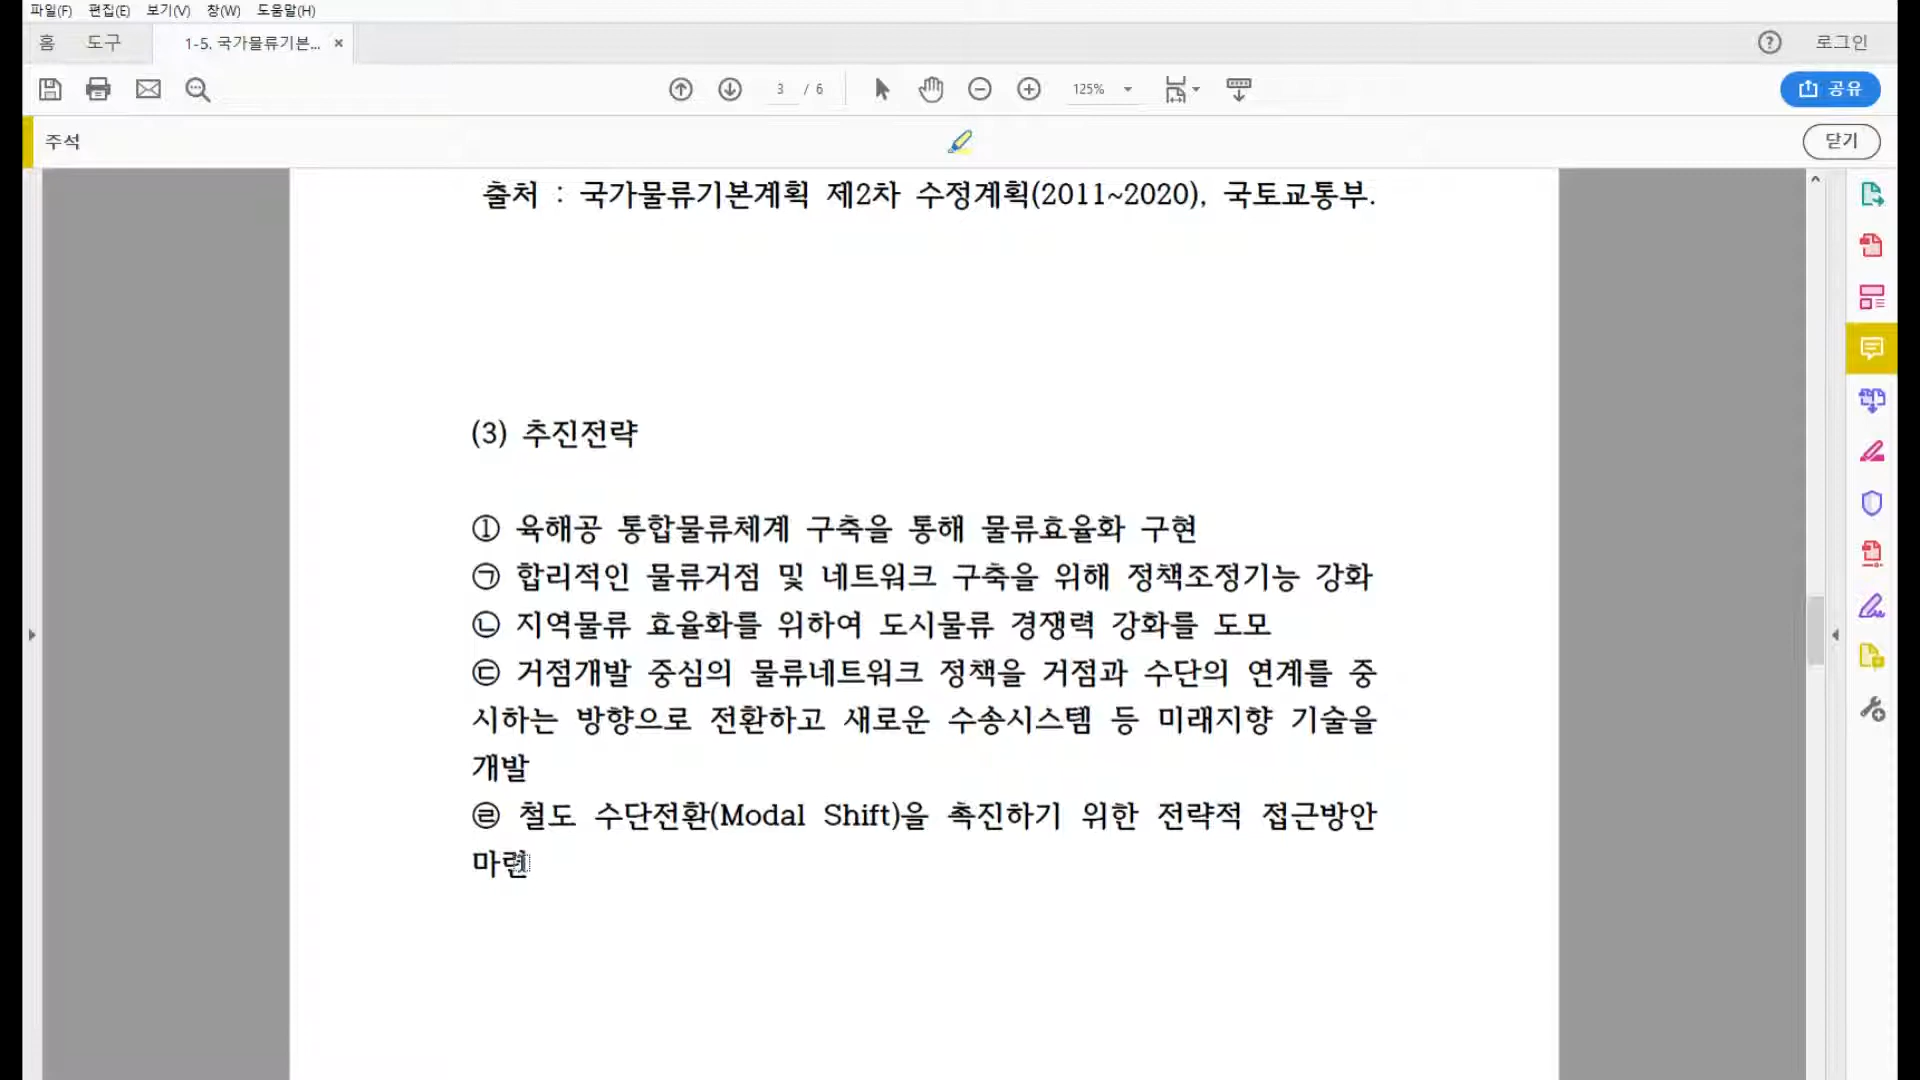 파일(F) 편집(E) 보기(V) 창(W) 도움말(H)
홈 도구 1-5. 국가물류기본... × 로그인
3 / 6 125% 공유
주석 닫기
출처 : 국가물류기본계획 제2차 수정계획(2011~2020), 국토교통부.
(3) 추진전략
① 육해공 통합물류체계 구축을 통해 물류효율화 구현
㉠ 합리적인 물류거점 및 네트워크 구축을 위해 정책조정기능 강화
㉡ 지역물류 효율화를 위하여 도시물류 경쟁력 강화를 도모
㉢ 거점개발 중심의 물류네트워크 정책을 거점과 수단의 연계를 중
시하는 방향으로 전환하고 새로운 수송시스템 등 미래지향 기술을
개발
㉣ 철도 수단전환(Modal Shift)을 촉진하기 위한 전략적 접근방안
마련